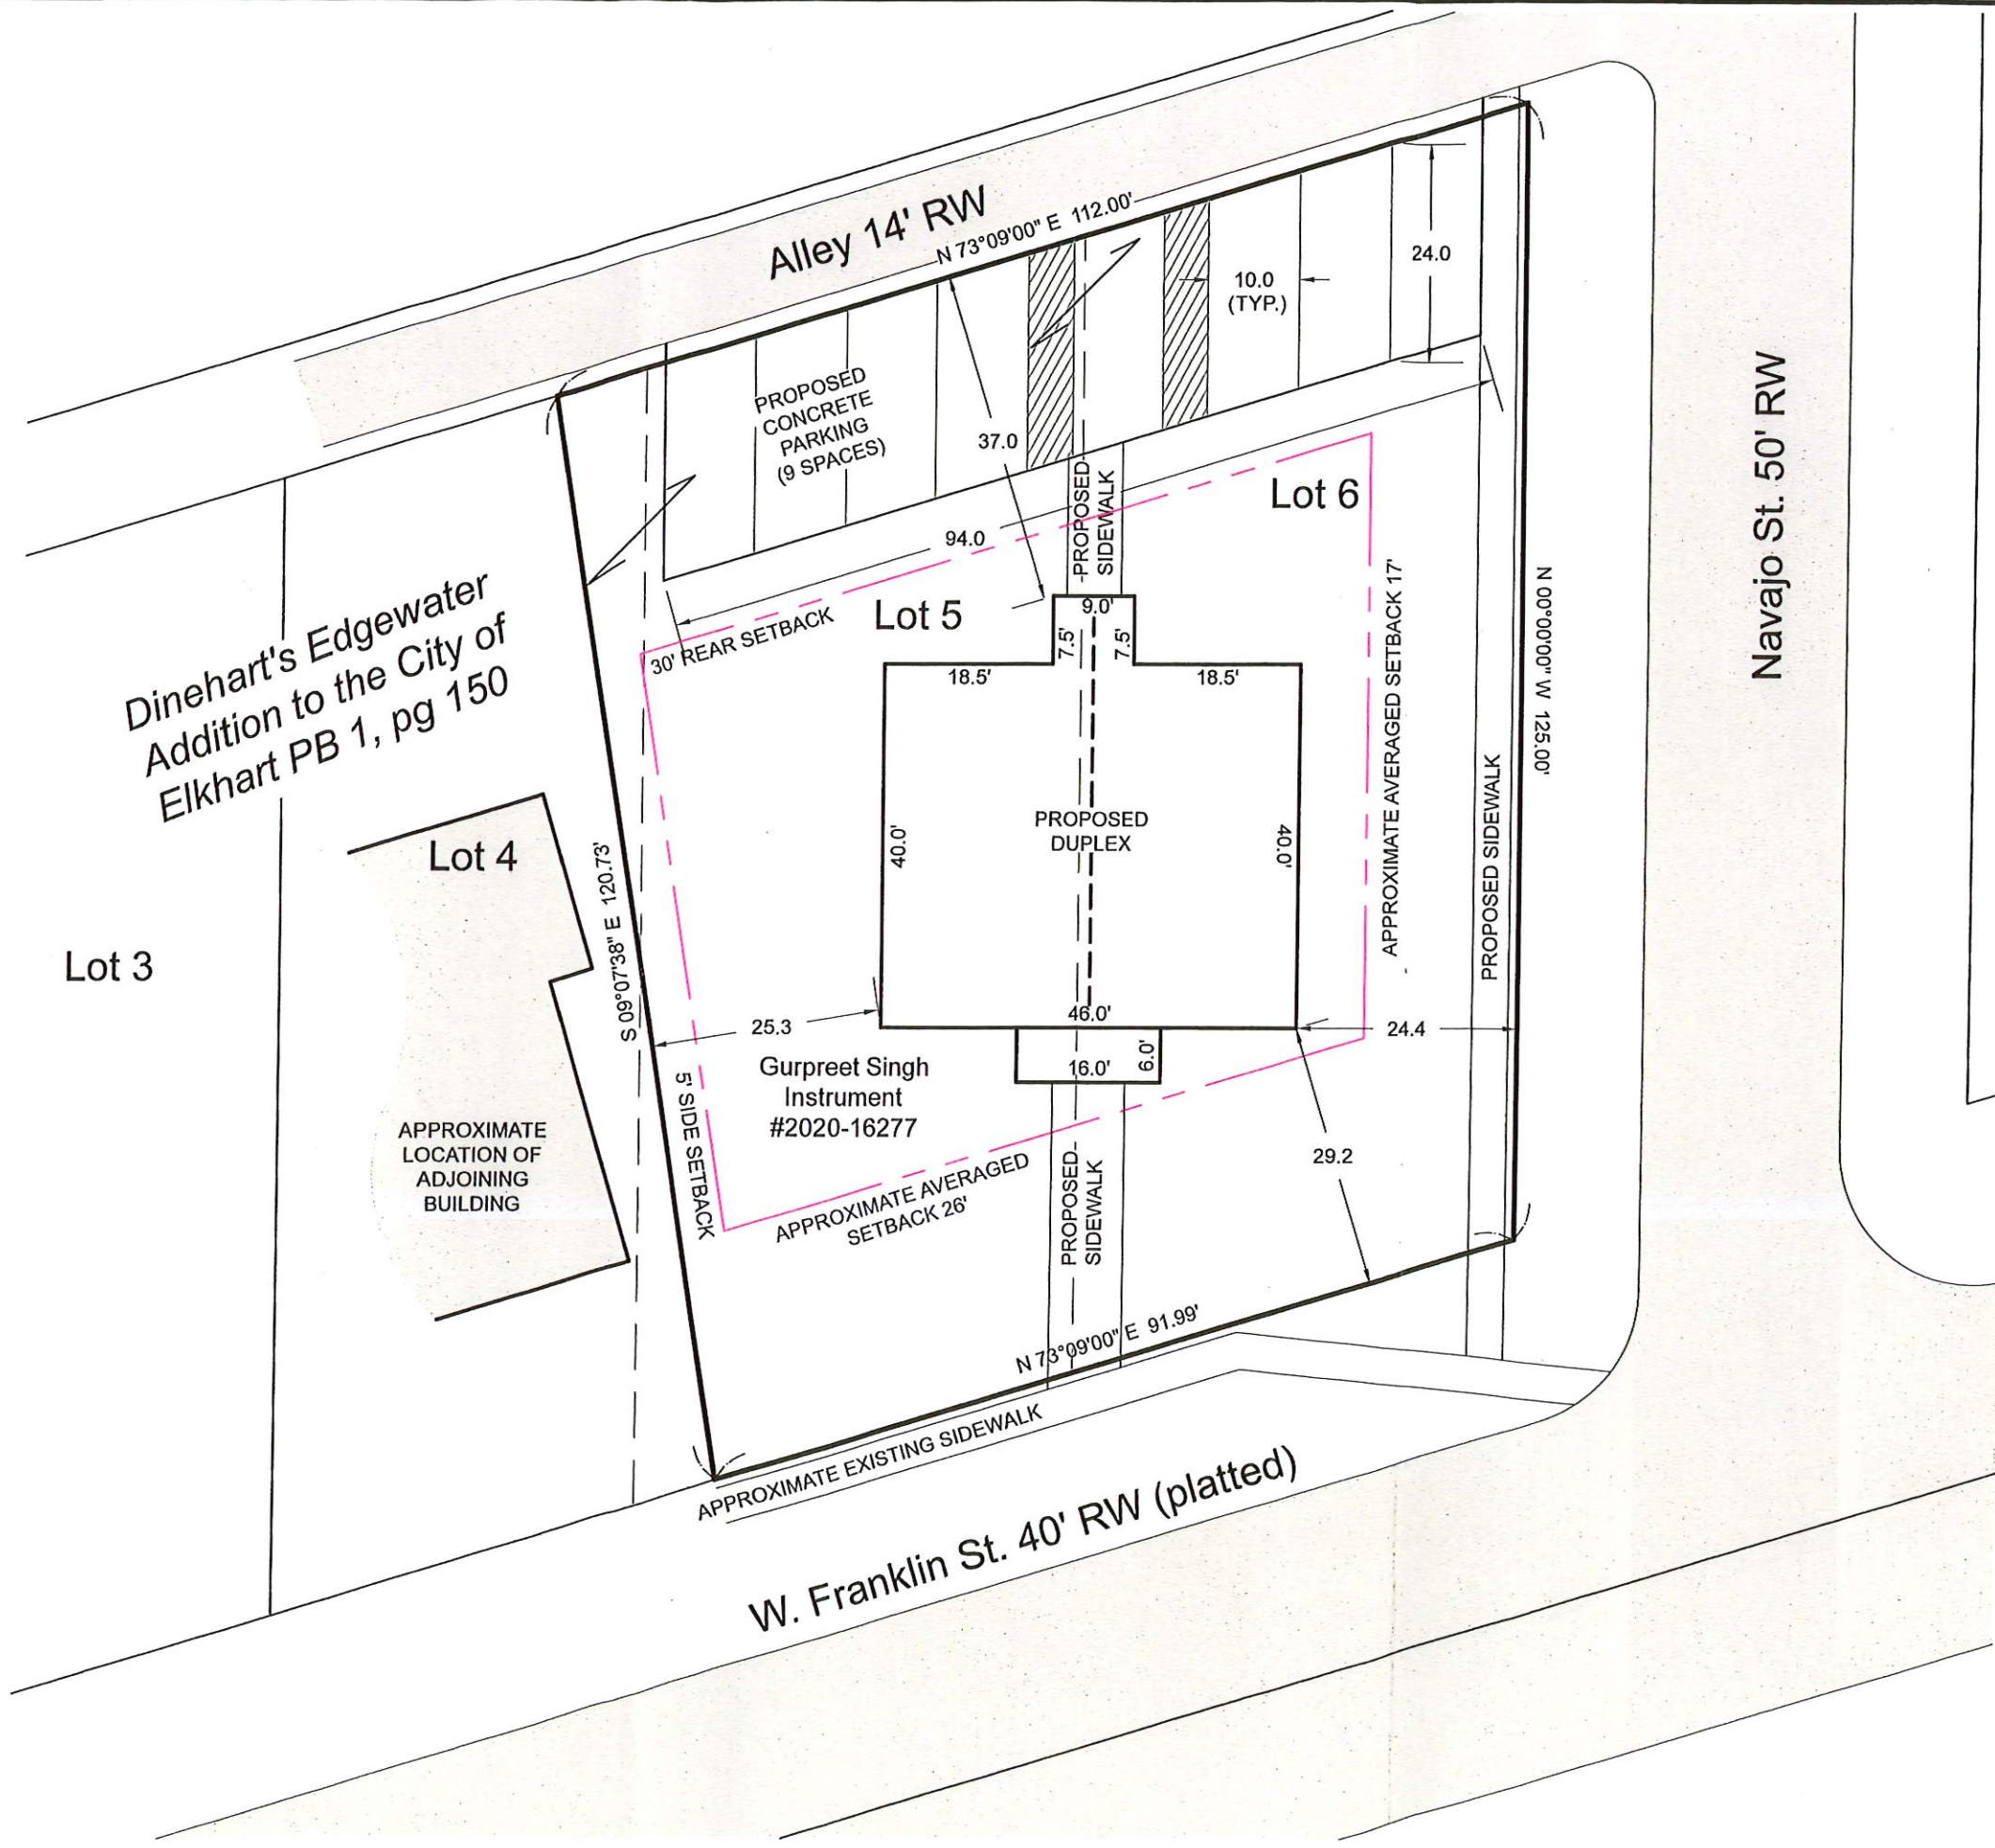 Alley 14' RW
N 73°09'00" E 112.00'
24.0
10.0
(TYP.)
PROPOSED
CONCRETE
PARKING
(9 SPACES)
37.0
PROPOSED
SIDEWALK
Lot 6
94.0
Lot 5
30' REAR SETBACK
9.0'
7.5'
7.5'
18.5'
18.5'
APPROXIMATE AVERAGED SETBACK 17'
N 00°00'00" W 125.00'
Navajo St. 50' RW
Dinehart's Edgewater
Addition to the City of
Elkhart PB 1, pg 150
PROPOSED
DUPLEX
40.0'
40.0'
PROPOSED SIDEWALK
Lot 4
S 09°07'38" E 120.73'
Lot 3
46.0'
25.3
24.4
16.0'
6.0'
Gurpreet Singh
Instrument
#2020-16277
5' SIDE SETBACK
APPROXIMATE
LOCATION OF
ADJOINING
BUILDING
29.2
APPROXIMATE AVERAGED
SETBACK 26'
PROPOSED
SIDEWALK
N 73°09'00" E 91.99'
APPROXIMATE EXISTING SIDEWALK
W. Franklin St. 40' RW (platted)